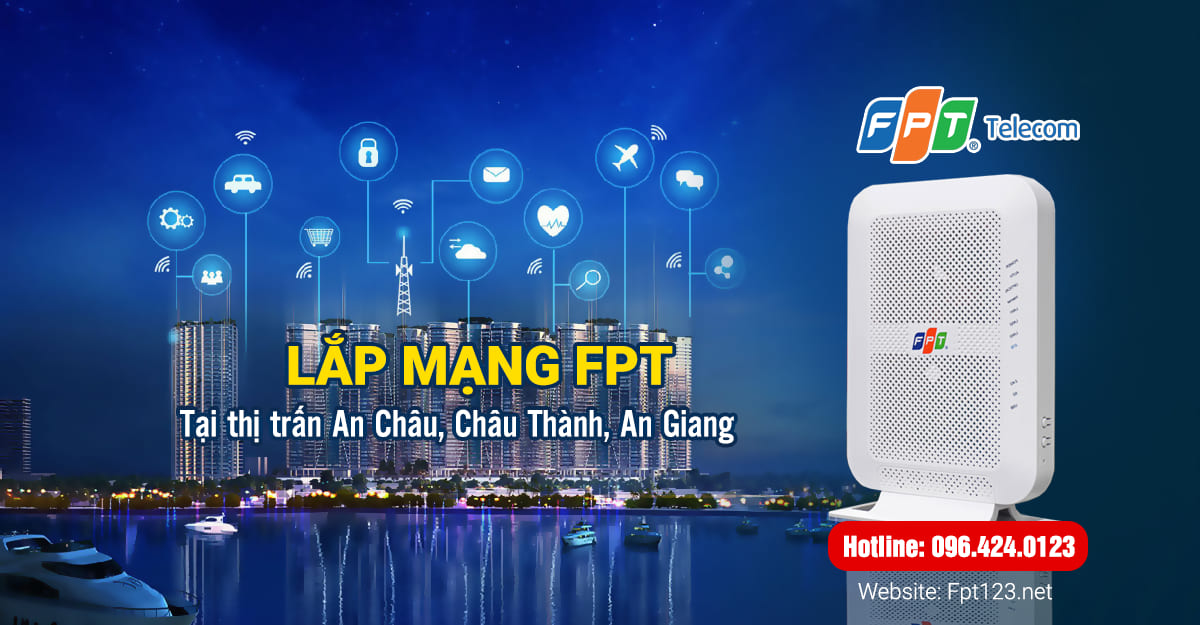 FPT® Telecom
FPT
LẮP MẠNG FPT
Tại thị trấn An Châu, Châu Thành, An Giang
Hotline: 096.424.0123
Website: Fpt123.net